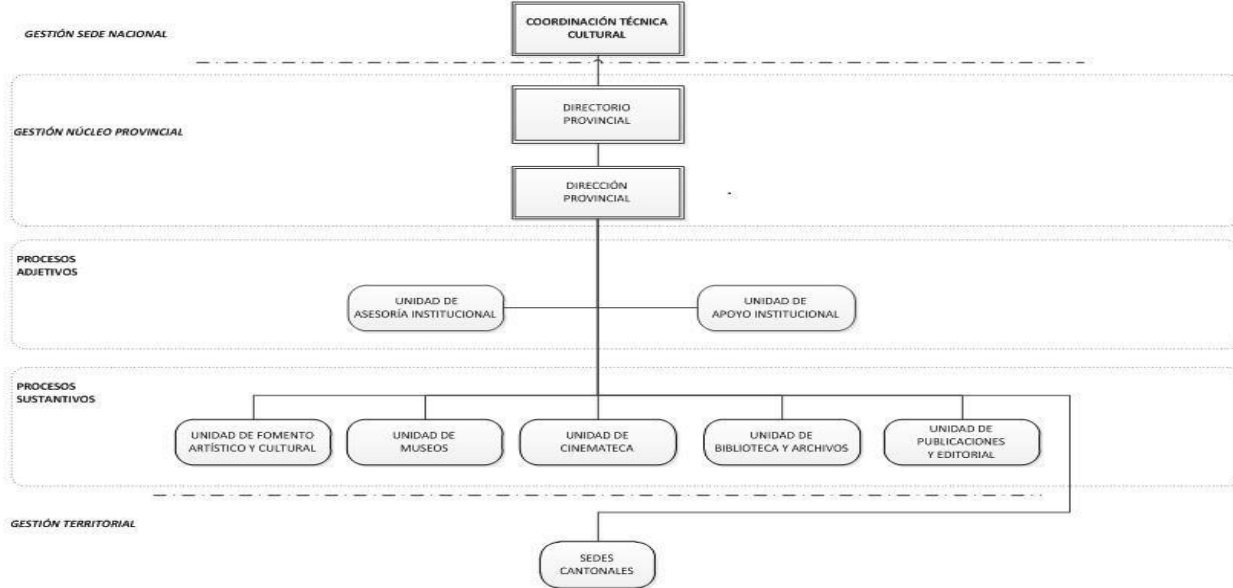 COORDINACIÓN TÉCNICA
CULTURAL
GESTIÓN SEDE NACIONAL
DIRECTORIO
PROVINCIAL
GESTIÓN NÚCLEO PROVINCIAL
DIRECCIÓN
PROVINCIAL
PROCESOS
ADJETIVOS
UNIDAD DE
ASESORÍA INSTITUCIONAL
UNIDAD DE
APOYO INSTITUCIONAL
PROCESOS
SUSTANTIVOS
UNIDAD DE FOMENTO
ARTÍSTICO Y CULTURAL
UNIDAD DE
MUSEOS
UNIDAD DE
CINEMATECA
UNIDAD DE
BIBLIOTECA Y ARCHIVOS
UNIDAD DE
PUBLICACIONES
Y EDITORIAL
GESTIÓN TERRITORIAL
SEDES
CANTONALES